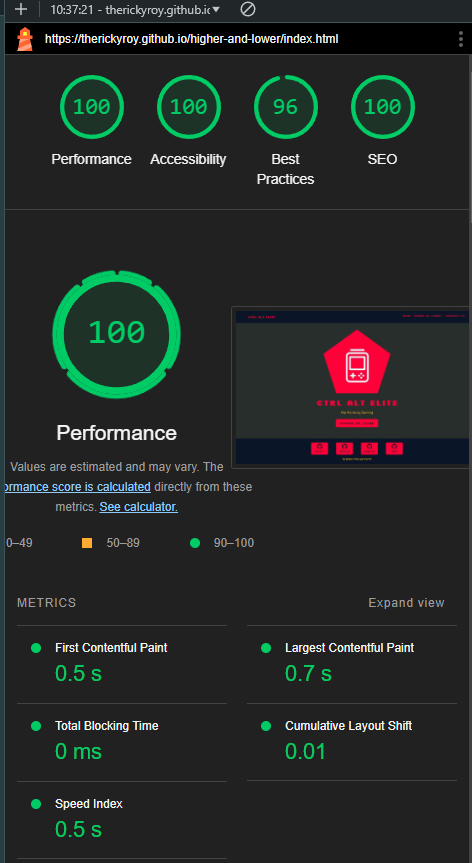 10:37:21 - therickyroy.github.ic
https://therickyroy.github.io/higher-and-lower/index.html
100 100 96 100
Performance Accessibility Best Practices SEO
100
CTRL ALT ELITE
Performance
Values are estimated and may vary. The
ormance score is calculated directly from these
metrics. See calculator.
0–49 50–89 90–100
METRICS Expand view
First Contentful Paint
0.5 s
Largest Contentful Paint
0.7 s
Total Blocking Time
0 ms
Cumulative Layout Shift
0.01
Speed Index
0.5 s